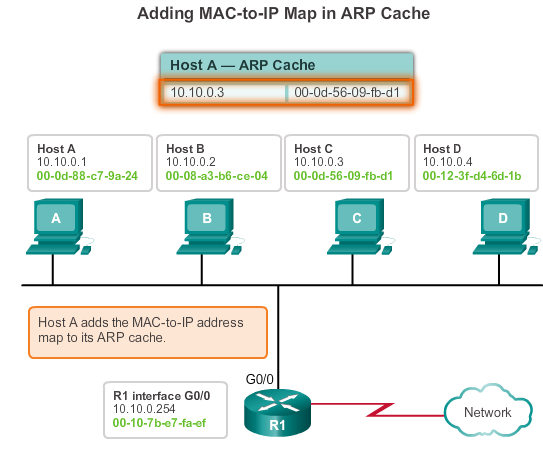 Adding MAC-to-IP Map in ARP Cache
Host A — ARP Cache
10.10.0.3 00-0d-56-09-fb-d1
Host A
10.10.0.1
00-0d-88-c7-9a-24
Host B
10.10.0.2
00-08-a3-b6-ce-04
Host C
10.10.0.3
00-0d-56-09-fb-d1
Host D
10.10.0.4
00-12-3f-d4-6d-1b
A
B
C
D
Host A adds the MAC-to-IP address
map to its ARP cache.
G0/0
R1 interface G0/0
10.10.0.254
00-10-7b-e7-fa-ef
R1
Network